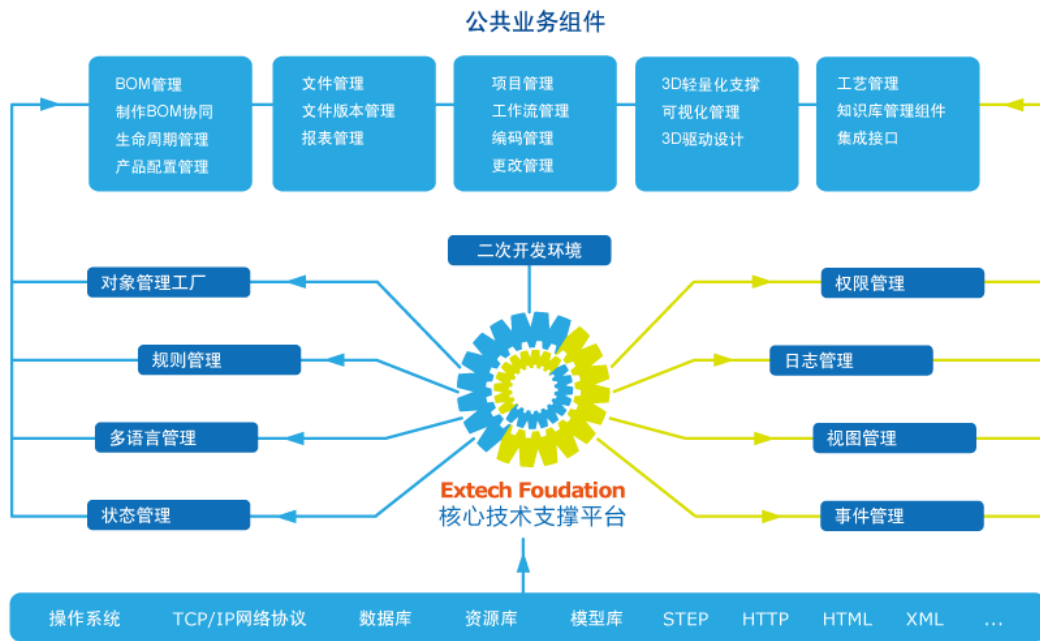 公共业务组件
BOM管理
制作BOM协同
生命周期管理
产品配置管理
文件管理
文件版本管理
报表管理
项目管理
工作流管理
编码管理
更改管理
3D轻量化支撑
可视化管理
3D驱动设计
工艺管理
知识库管理组件
集成接口
二次开发环境
对象管理工厂
规则管理
多语言管理
状态管理
权限管理
日志管理
视图管理
事件管理
Extech Foudation
核心技术支撑平台
操作系统 TCP/IP网络协议 数据库 资源库 模型库 STEP HTTP HTML XML ...